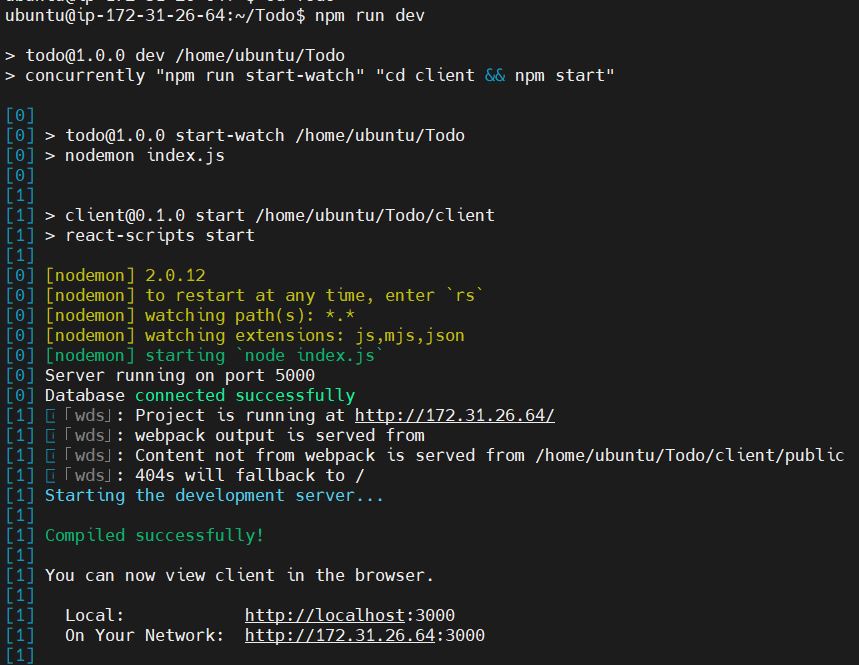 ubuntu@ip-172-31-26-64:~/Todo$ npm run dev
> todo@1.0.0 dev /home/ubuntu/Todo
> concurrently "npm run start-watch" "cd client && npm start"
[0]
[0] > todo@1.0.0 start-watch /home/ubuntu/Todo
[0] > nodemon index.js
[0]
[1]
[1] > client@0.1.0 start /home/ubuntu/Todo/client
[1] > react-scripts start
[1]
[0] [nodemon] 2.0.12
[0] [nodemon] to restart at any time, enter `rs`
[0] [nodemon] watching path(s): *.*
[0] [nodemon] watching extensions: js,mjs,json
[0] [nodemon] starting `node index.js`
[0] Server running on port 5000
[0] Database connected successfully
[1] ℹ ｢wds｣: Project is running at http://172.31.26.64/
[1] ℹ ｢wds｣: webpack output is served from
[1] ℹ ｢wds｣: Content not from webpack is served from /home/ubuntu/Todo/client/public
[1] ℹ ｢wds｣: 404s will fallback to /
[1] Starting the development server...
[1]
[1] Compiled successfully!
[1]
[1] You can now view client in the browser.
[1]
[1]   Local:            http://localhost:3000
[1]   On Your Network:  http://172.31.26.64:3000
[1]